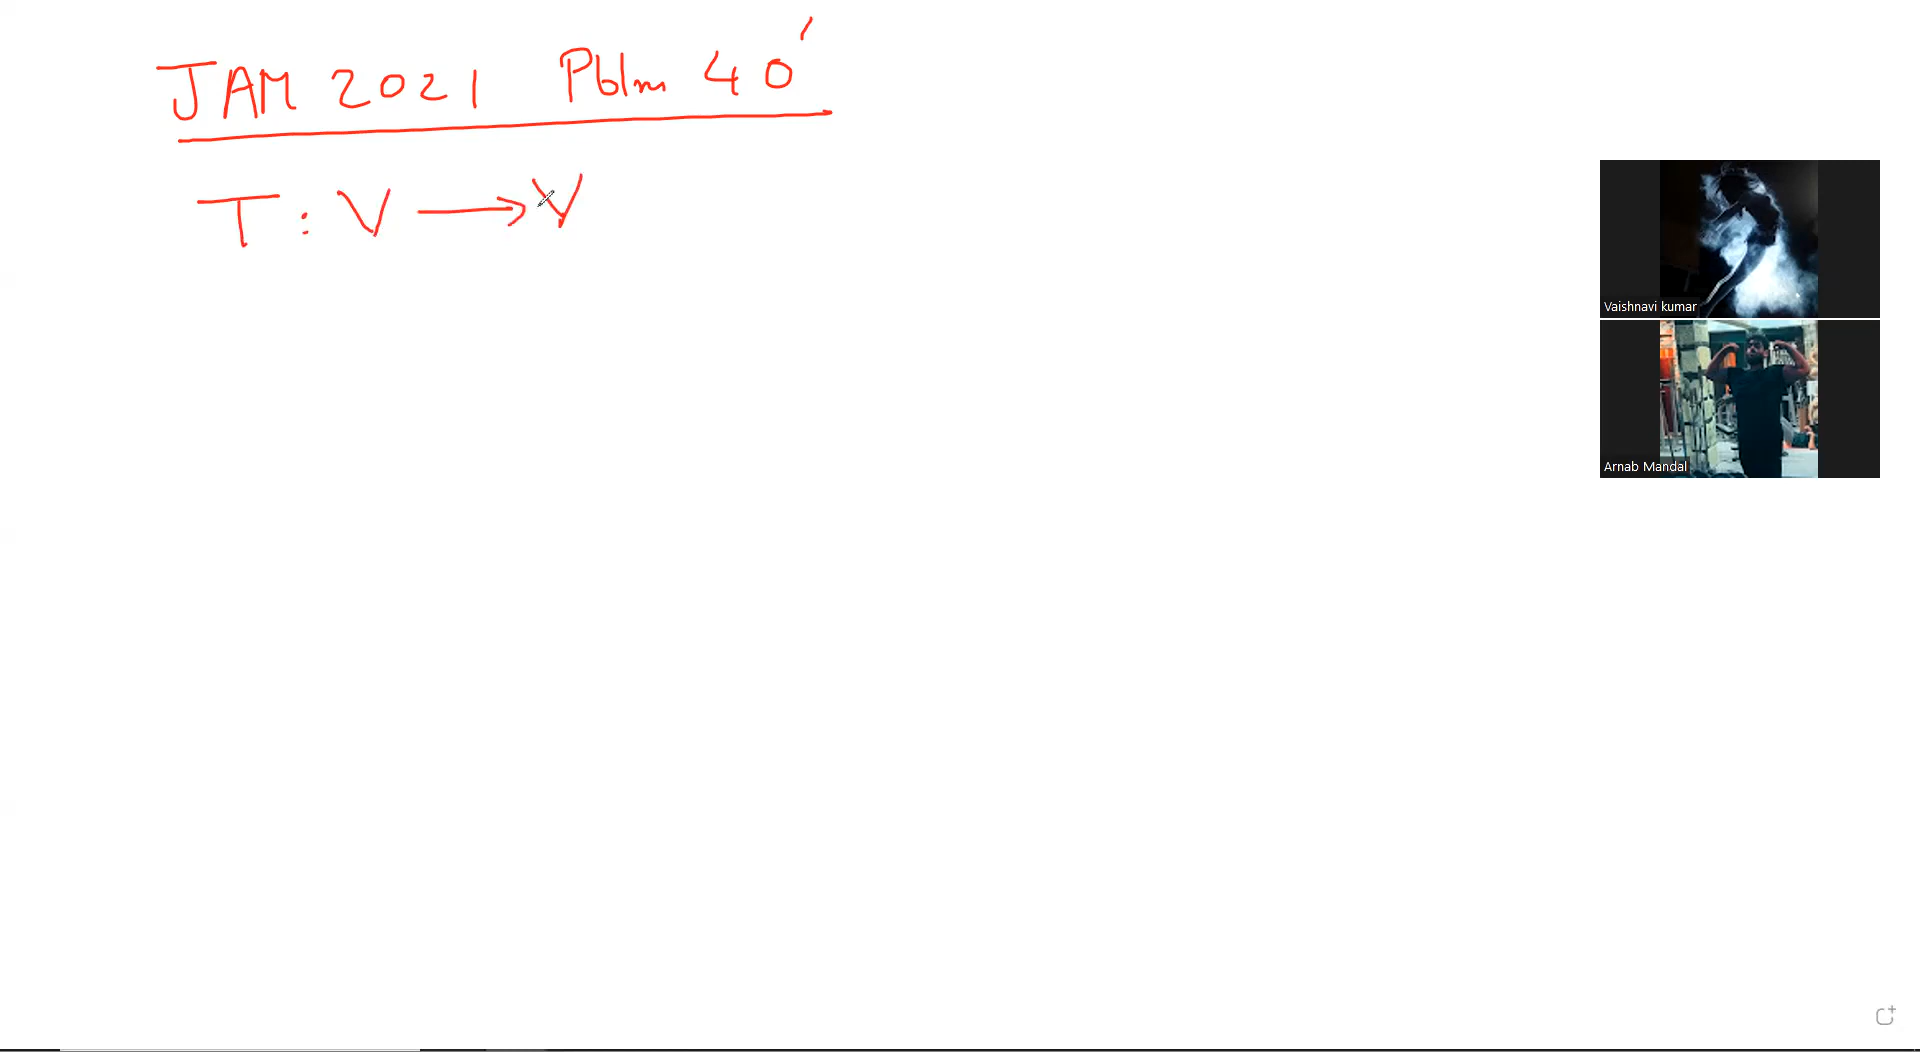 JAM 2021 Pblm 40'
T : V → V
Vaishnavi kumar
Arnab Mandal